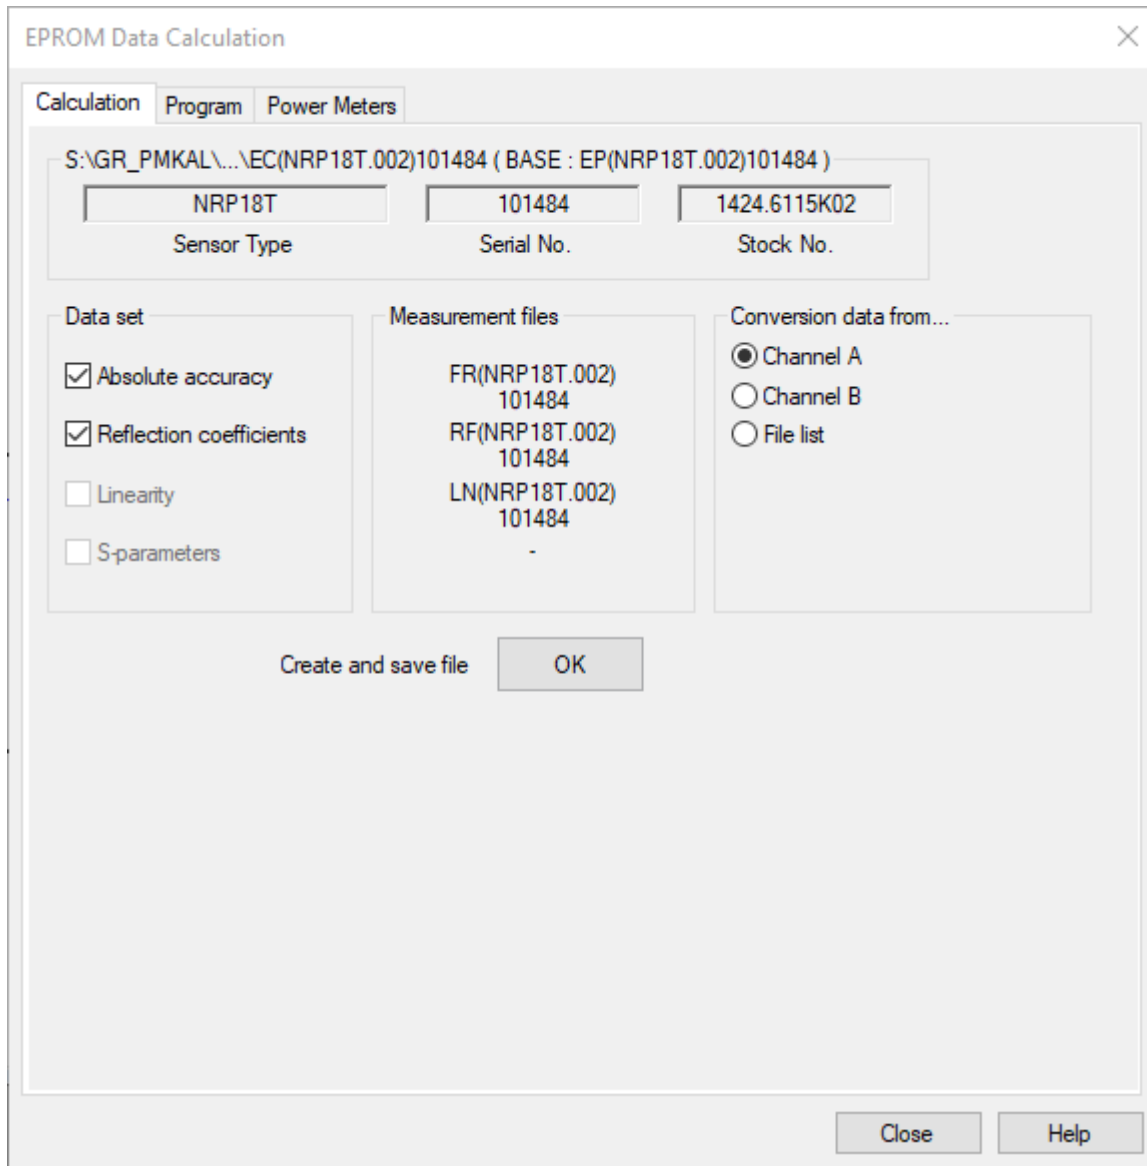 EPROM Data Calculation
Calculation
Program
Power Meters
S:\GR_PMKAL\...\EC(NRP18T.002)101484 ( BASE : EP(NRP18T.002)101484 )
NRP18T
101484
1424.6115K02
Sensor Type
Serial No.
Stock No.
Data set
Absolute accuracy
Reflection coefficients
Linearity
S-parameters
Measurement files
FR(NRP18T.002)
101484
RF(NRP18T.002)
101484
LN(NRP18T.002)
101484
-
Conversion data from...
Channel A
Channel B
File list
Create and save file
OK
Close
Help